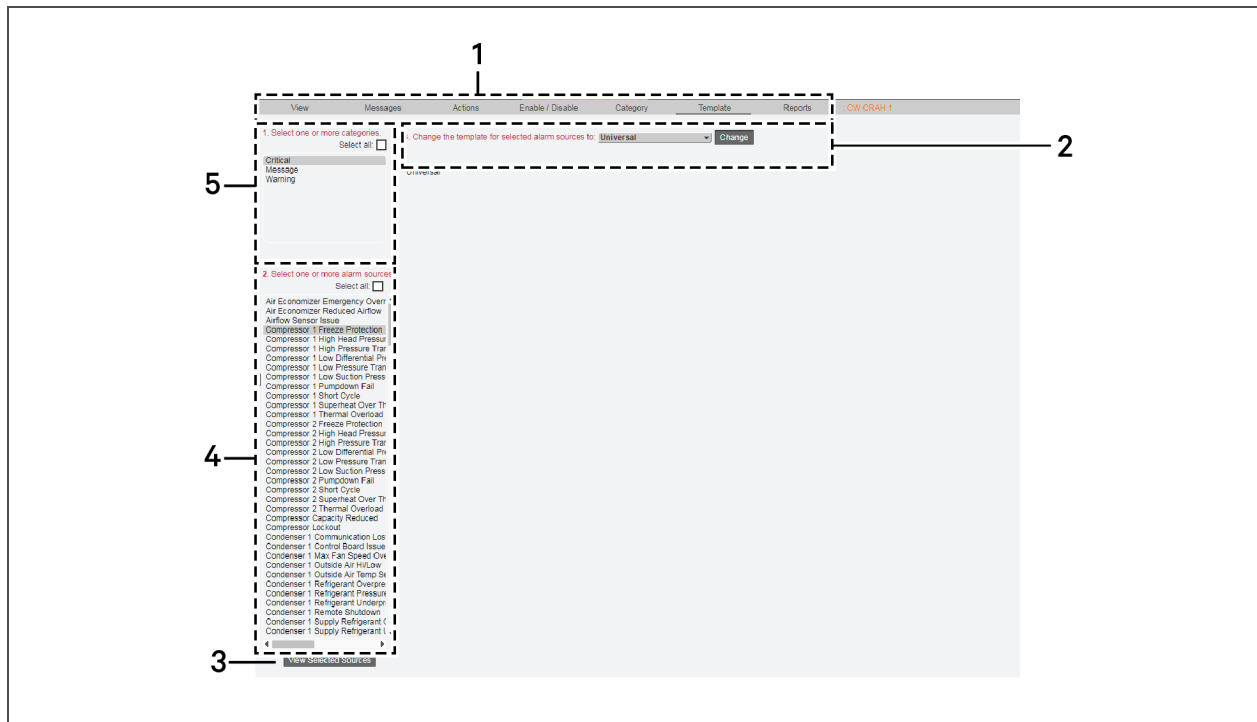 1
View Messages Actions Enable / Disable Category Template Reports : CW CRAH 1
1. Select one or more categories.
Select all:
Critical
Message
Warning
5
. Change the template for selected alarm sources to: Universal Change
2
Universal
2. Select one or more alarm sources
Select all:
Air Economizer Emergency Overr
Air Economizer Reduced Airflow
Airflow Sensor Issue
Compressor 1 Freeze Protection
Compressor 1 High Head Pressur
Compressor 1 High Pressure Tran
Compressor 1 Low Differential Pre
Compressor 1 Low Pressure Tran
Compressor 1 Low Suction Press
Compressor 1 Pumpdown Fail
Compressor 1 Short Cycle
Compressor 1 Superheat Over Th
Compressor 1 Thermal Overload
Compressor 2 Freeze Protection
Compressor 2 High Head Pressur
Compressor 2 High Pressure Tran
Compressor 2 Low Differential Pre
Compressor 2 Low Pressure Tran
Compressor 2 Low Suction Press
Compressor 2 Pumpdown Fail
Compressor 2 Short Cycle
Compressor 2 Superheat Over Th
Compressor 2 Thermal Overload
Compressor Capacity Reduced
Compressor Lockout
Condenser 1 Communication Los
Condenser 1 Control Board Issue
Condenser 1 Max Fan Speed Ove
Condenser 1 Outside Air Hi/Low
Condenser 1 Outside Air Temp Se
Condenser 1 Refrigerant Overpre
Condenser 1 Refrigerant Pressure
Condenser 1 Refrigerant Underpr
Condenser 1 Remote Shutdown
Condenser 1 Supply Refrigerant
Condenser 1 Supply Refrigerant
4
3
View Selected Sources